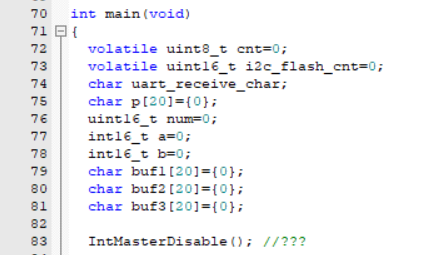 70 int main(void)
71 {
72 volatile uint8_t cnt=0;
73 volatile uint16_t i2c_flash_cnt=0;
74 char uart_receive_char;
75 char p[20]={0};
76 uint16_t num=0;
77 int16_t a=0;
78 int16_t b=0;
79 char buf1[20]={0};
80 char buf2[20]={0};
81 char buf3[20]={0};
82
83 IntMasterDisable(); //???